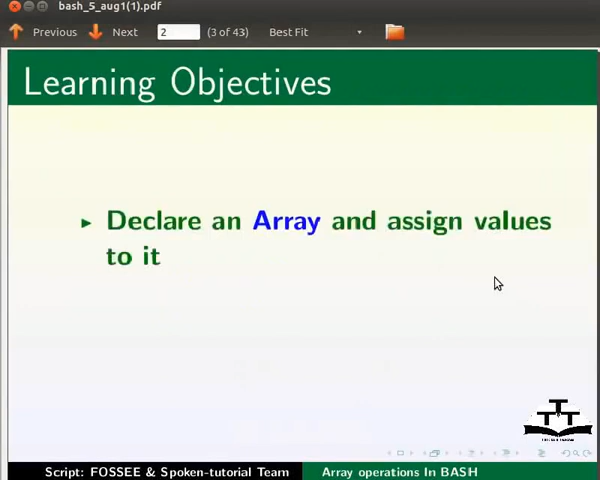 bash_5_aug1(1).pdf
Previous Next 2 (3 of 43) Best Fit
Learning Objectives
Declare an Array and assign values
to it
Script: FOSSEE & Spoken-tutorial Team Array operations In BASH